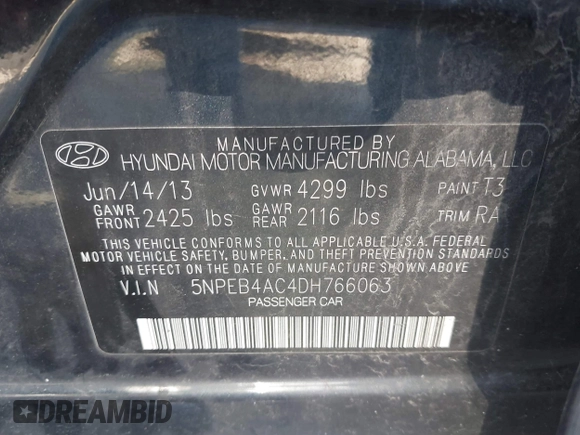 MANUFACTURED BY
HYUNDAI MOTOR MANUFACTURING ALABAMA, LLC
Jun/14/13 GVWR 4299 lbs PAINT T3
GAWR FRONT 2425 lbs GAWR REAR 2116 lbs TRIM RA
THIS VEHICLE CONFORMS TO ALL APPLICABLE U.S.A. FEDERAL
MOTOR VEHICLE SAFETY, BUMPER, AND THEFT PREVENTION STANDARDS
IN EFFECT ON THE DATE OF MANUFACTURE SHOWN ABOVE.
V.I.N 5NPEB4AC4DH766063
PASSENGER CAR
DREAMBID